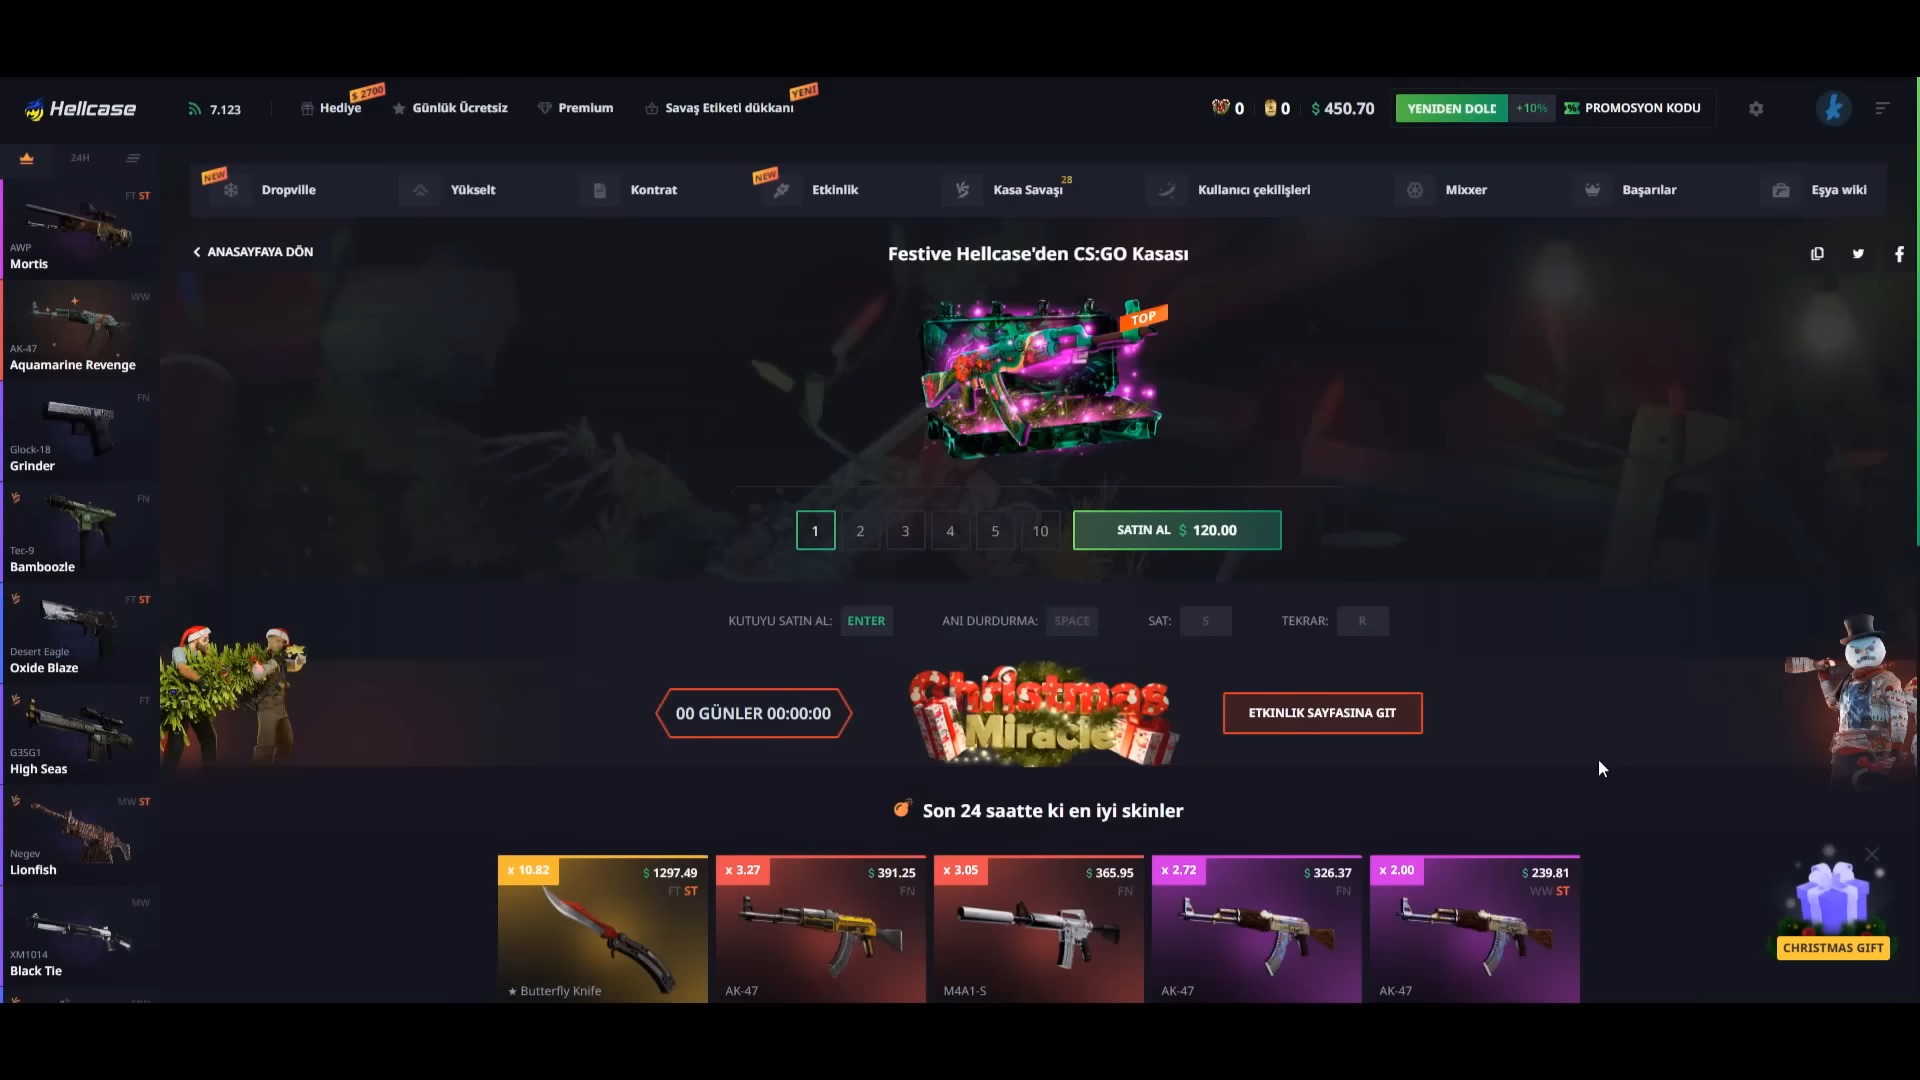 Hellcase
7.123
Hediye
$ 2700
Günlük Ücretsiz
Premium
Savaş Etiketi dükkanı
YENİ
0
0
$ 450.70
YENİDEN DOLD
+10%
PROMOSYON KODU
24H
NEW
Dropville
Yükselt
Kontrat
NEW
Etkinlik
Kasa Savaşı
28
Kullanıcı çekilişleri
Mixxer
Başarılar
Eşya wiki
FT ST
AWP
Mortis
WW
AK-47
Aquamarine Revenge
FN
Glock-18
Grinder
FN
Tec-9
Bamboozle
FT ST
Desert Eagle
Oxide Blaze
FT
G3SG1
High Seas
MW ST
Negev
Lionfish
MW
XM1014
Black Tie
ANASAYFAYA DÖN
Festive Hellcase'den CS:GO Kasası
TOP
1
2
3
4
5
10
SATIN AL $ 120.00
KUTUYU SATIN AL: ENTER
ANI DURDURMA: SPACE
SAT: S
TEKRAR: R
00 GÜNLER 00:00:00
Christmas
Miracle
ETKINLIK SAYFASINA GIT
Son 24 saatte ki en iyi skinler
x 10.82
$ 1297.49
FT ST
★ Butterfly Knife
x 3.27
$ 391.25
FN
AK-47
x 3.05
$ 365.95
FN
M4A1-S
x 2.72
$ 326.37
FN
AK-47
x 2.00
$ 239.81
WW ST
AK-47
CHRISTMAS GIFT